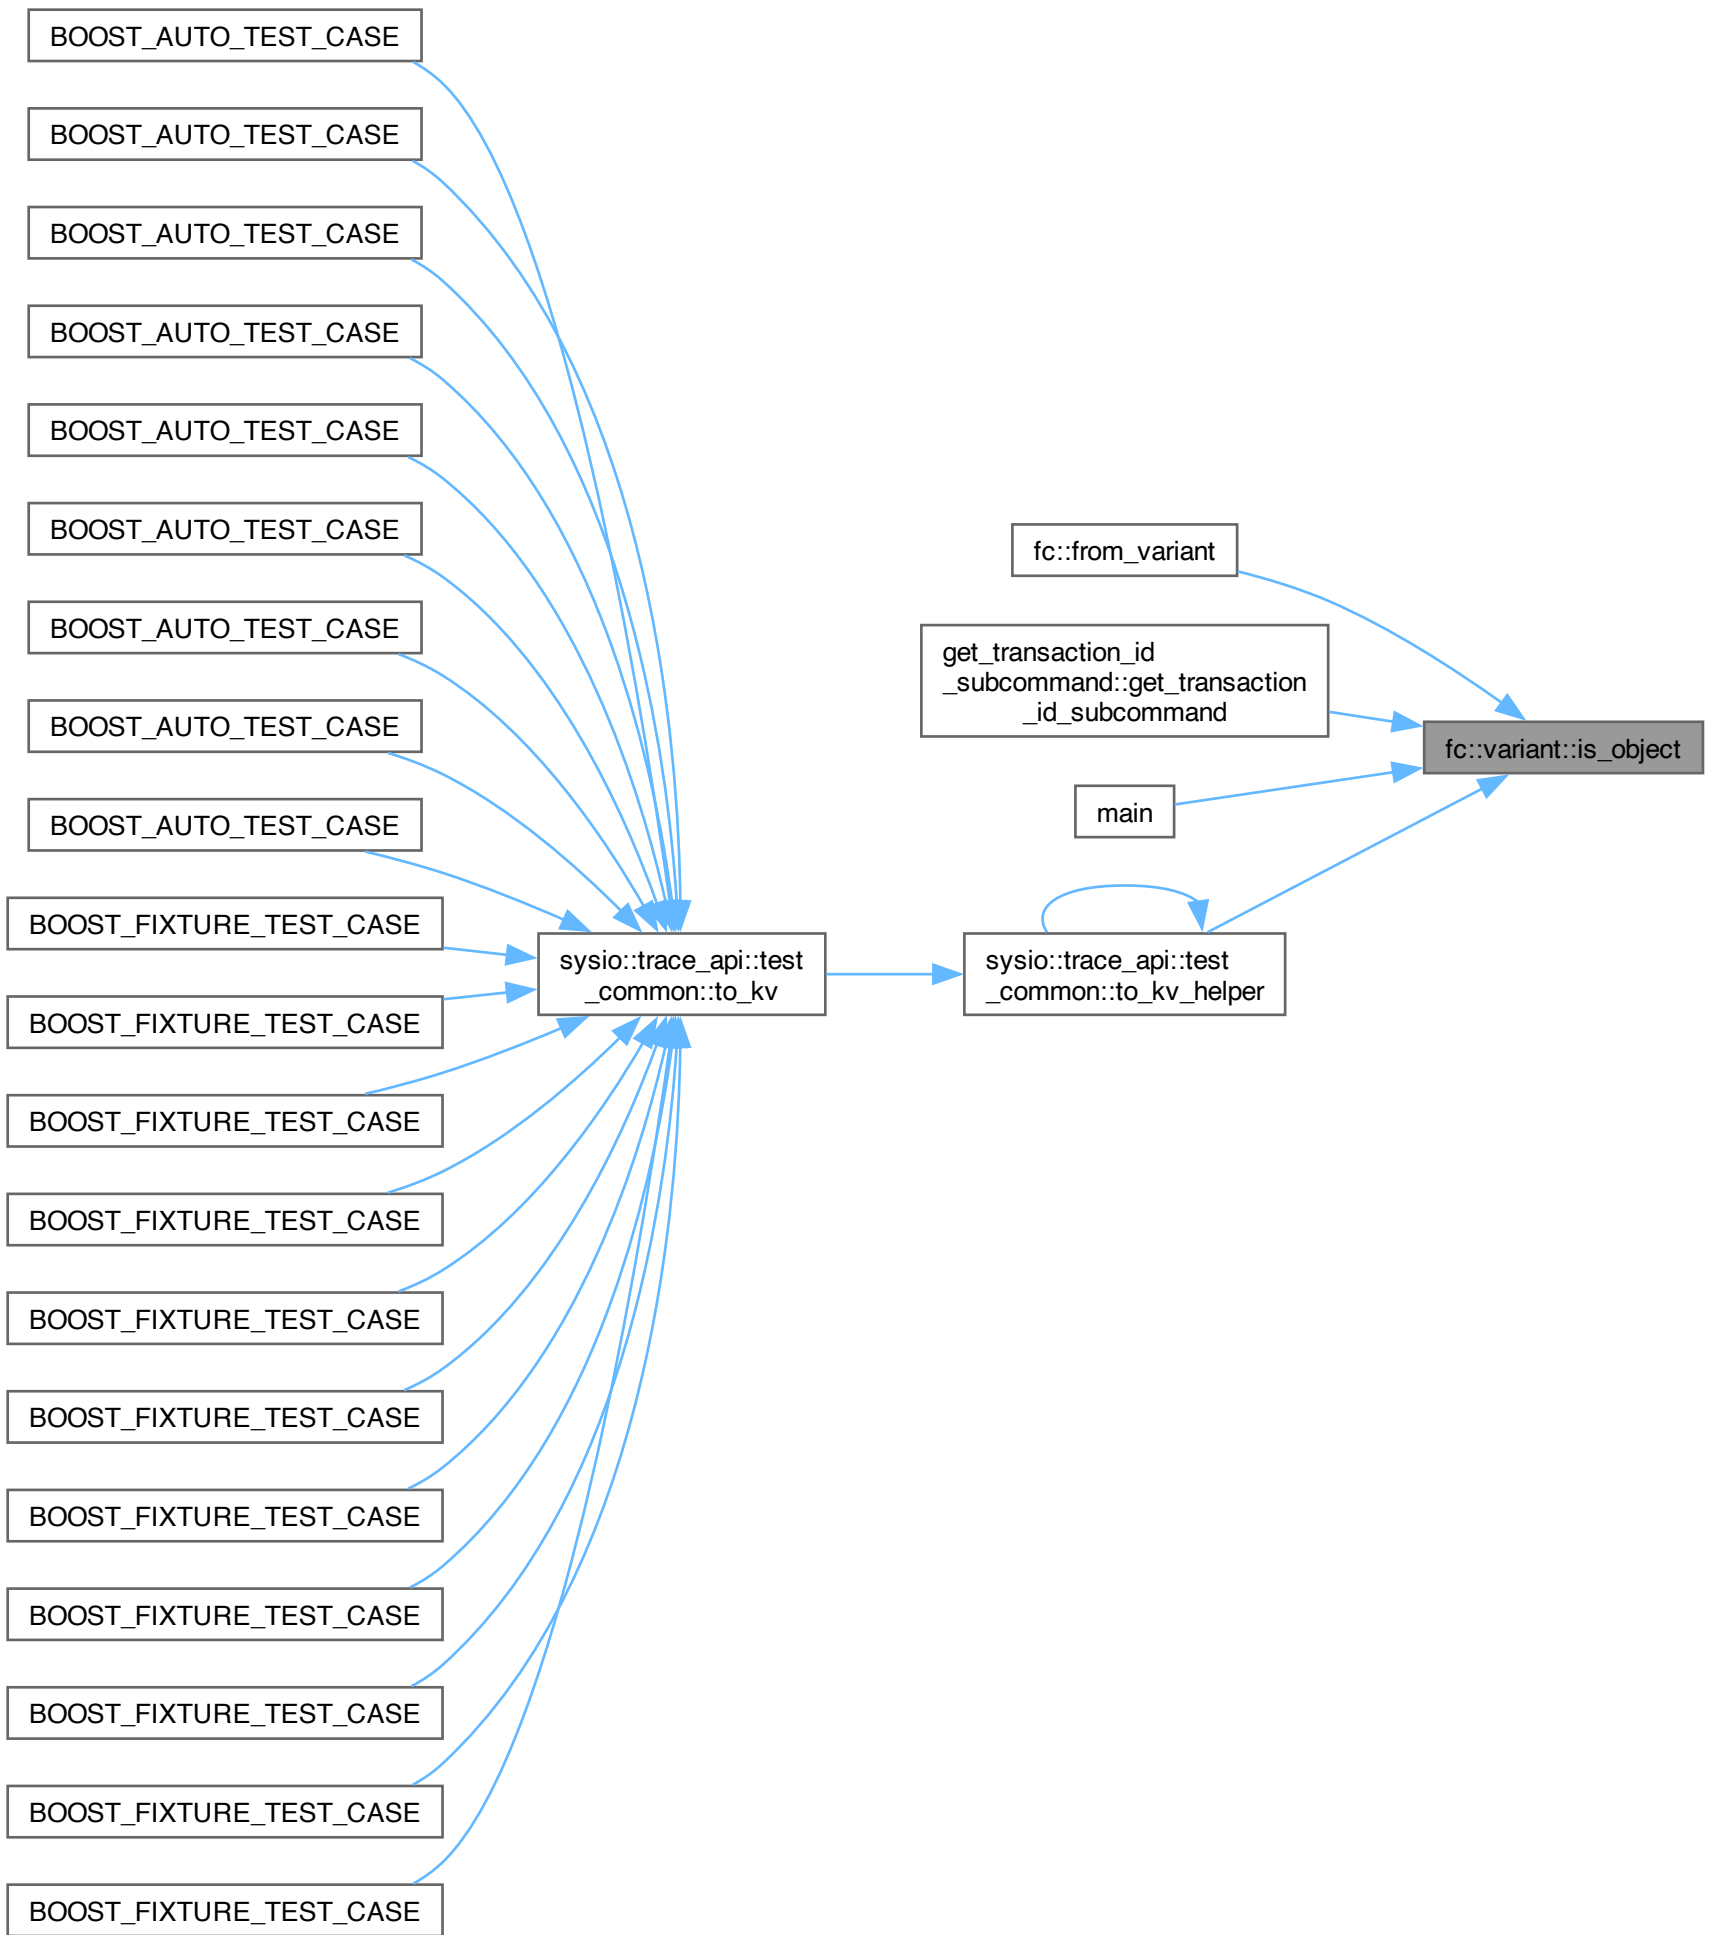 BOOST_AUTO_TEST_CASE
BOOST_AUTO_TEST_CASE
BOOST_AUTO_TEST_CASE
BOOST_AUTO_TEST_CASE
BOOST_AUTO_TEST_CASE
BOOST_AUTO_TEST_CASE
BOOST_AUTO_TEST_CASE
BOOST_AUTO_TEST_CASE
BOOST_AUTO_TEST_CASE
BOOST_FIXTURE_TEST_CASE
BOOST_FIXTURE_TEST_CASE
BOOST_FIXTURE_TEST_CASE
BOOST_FIXTURE_TEST_CASE
BOOST_FIXTURE_TEST_CASE
BOOST_FIXTURE_TEST_CASE
BOOST_FIXTURE_TEST_CASE
BOOST_FIXTURE_TEST_CASE
BOOST_FIXTURE_TEST_CASE
BOOST_FIXTURE_TEST_CASE
BOOST_FIXTURE_TEST_CASE
sysio::trace_api::test
_common::to_kv
fc::from_variant
get_transaction_id
_subcommand::get_transaction
_id_subcommand
main
sysio::trace_api::test
_common::to_kv_helper
fc::variant::is_object